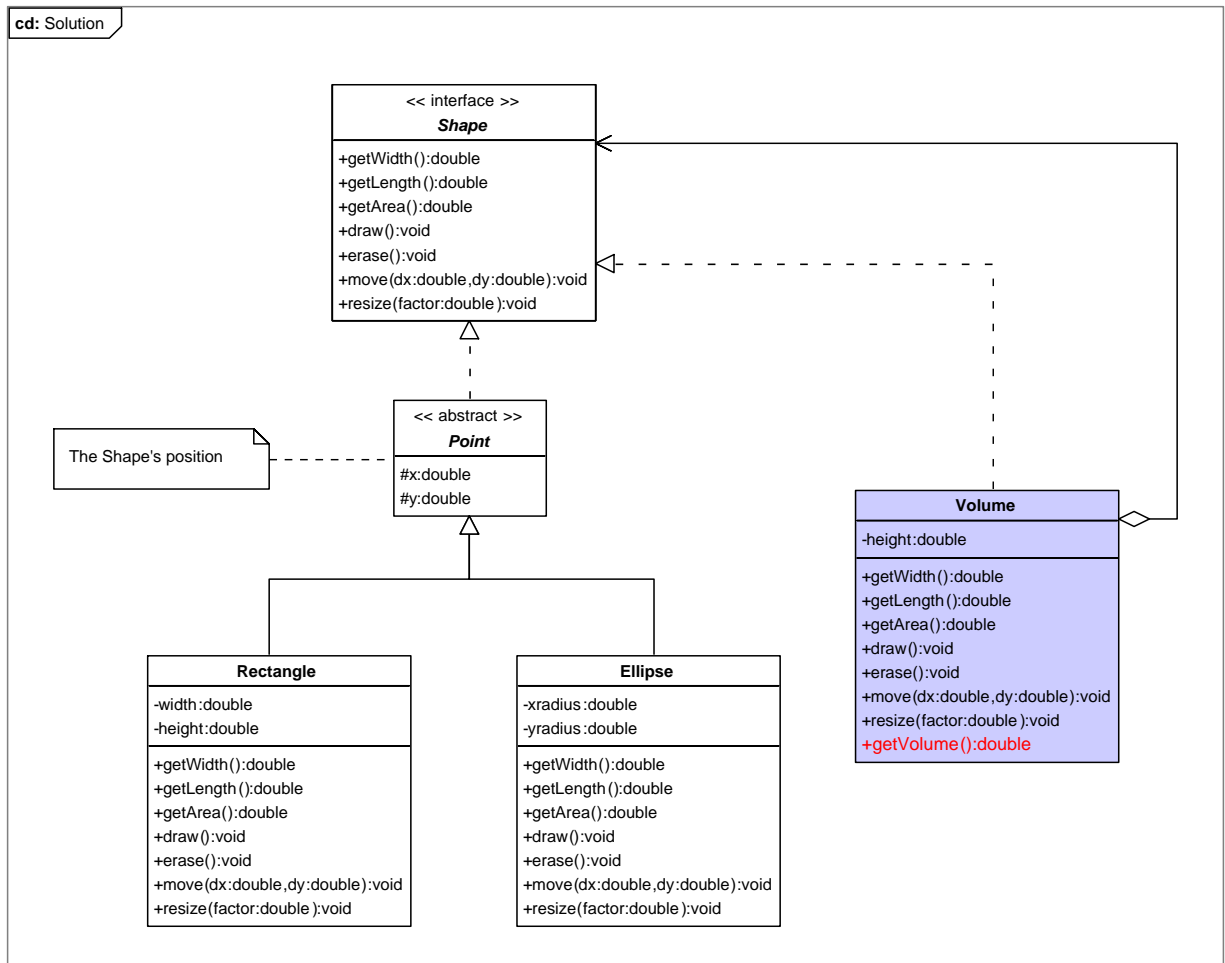 cd: Solution
<< interface >>
Shape
+getWidth():double
+getLength():double
+getArea():double
+draw():void
+erase():void
+move(dx:double,dy:double):void
+resize(factor:double):void
The Shape's position
<< abstract >>
Point
#x:double
#y:double
Volume
-height:double
+getWidth():double
+getLength():double
+getArea():double
+draw():void
+erase():void
+move(dx:double,dy:double):void
+resize(factor:double):void
+getVolume():double
Rectangle
-width:double
-height:double
+getWidth():double
+getLength():double
+getArea():double
+draw():void
+erase():void
+move(dx:double,dy:double):void
+resize(factor:double):void
Ellipse
-xradius:double
-yradius:double
+getWidth():double
+getLength():double
+getArea():double
+draw():void
+erase():void
+move(dx:double,dy:double):void
+resize(factor:double):void